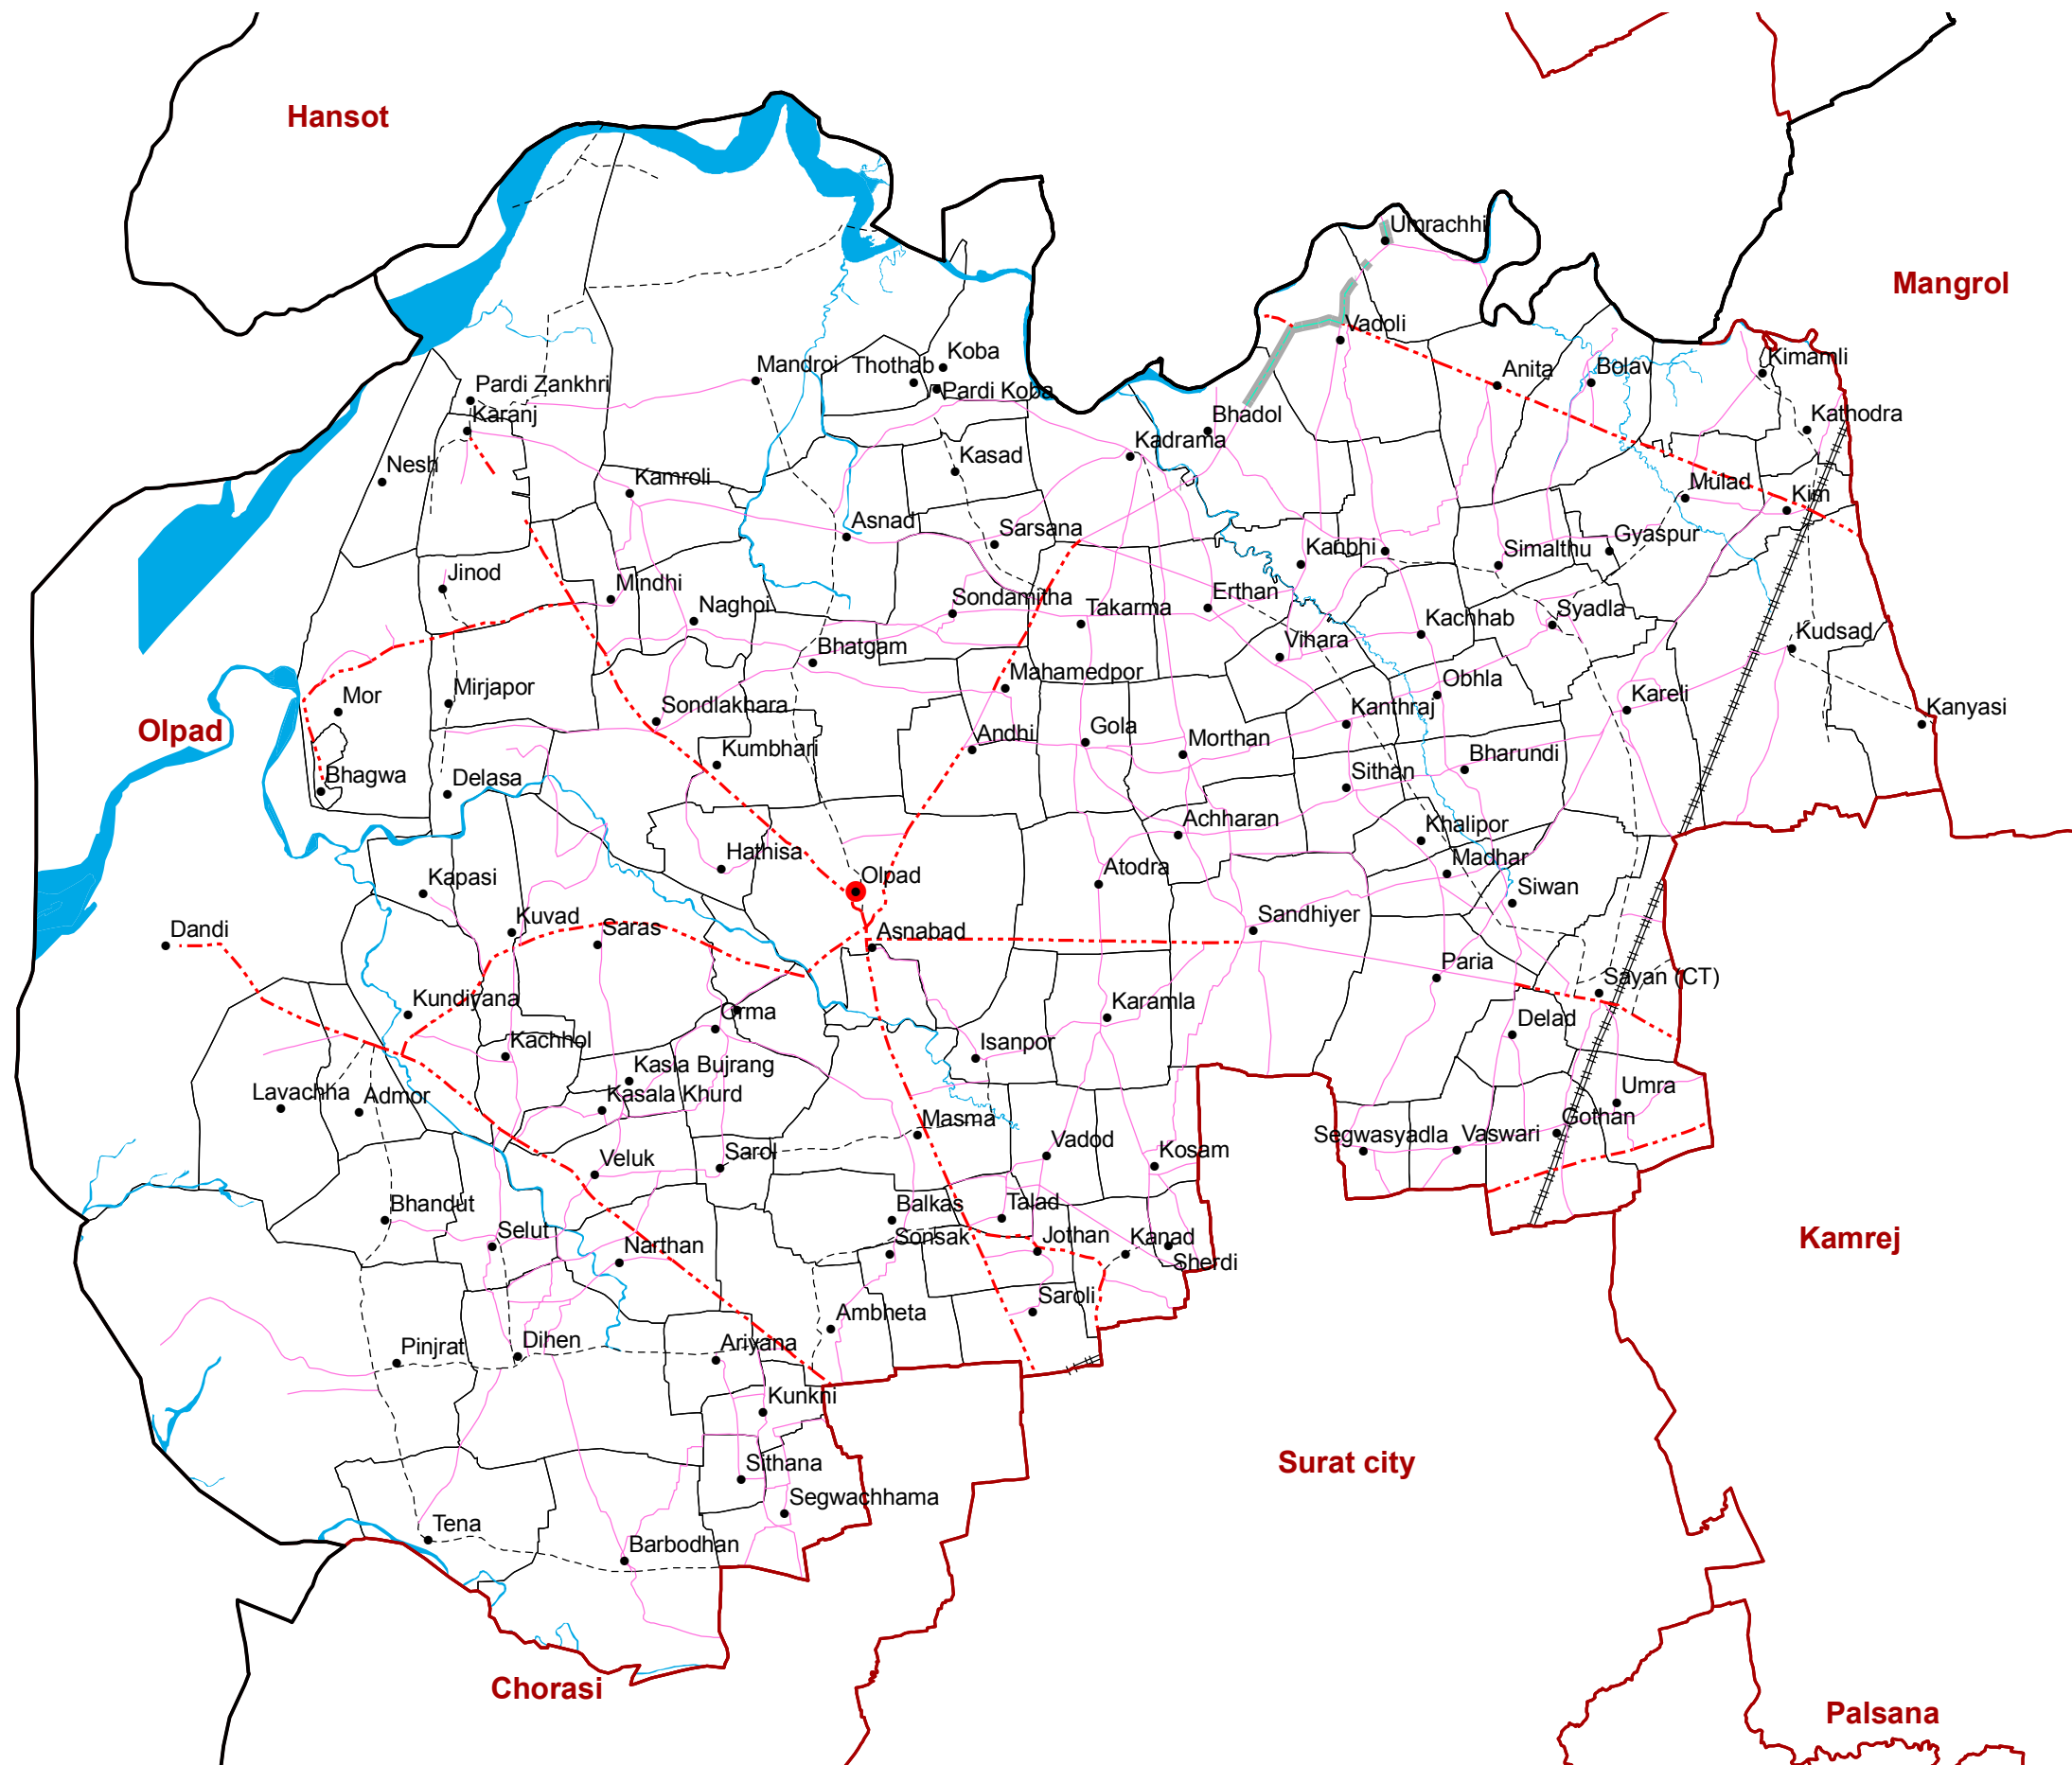 Hansot
Umrachhi
Mangrol
Vadoli
Koba
Kimamli
Mandroi
Thothab
Anita
Bolav
Pardi Zankhri
Pardi Koba
Karanj
Bhadol
Kathodra
Kadrama
Nesh
Kasad
Kamroli
Mulad
Kim
Asnad
Sarsana
Kanbhi
Simalthu
Gyaspur
Jinod
Mindhi
Naghoi
Sondamitha
Takarma
Erthan
Kachhab
Syadla
Bhatgam
Vihara
Kudsad
Mahamedpor
Obhla
Mor
Mirjapor
Sondlakhara
Kanthraj
Kareli
Kanyasi
Olpad
Kumbhari
Andhi
Gola
Morthan
Bharundi
Bhagwa
Delasa
Sithan
Achharan
Khalipor
Hathisa
Madhar
Kapasi
Olpad
Atodra
Siwan
Dandi
Kuvad
Saras
Asnabad
Sandhiyer
Paria
Sayan (CT)
Kundiyana
Orma
Karamla
Delad
Kachhol
Isanpor
Kasla Bujrang
Lavachha
Admor
Kasala Khurd
Umra
Masma
Gothan
Segwasyadla
Vaswari
Veluk
Sarol
Vadod
Kosam
Bhandut
Balkas
Talad
Selut
Narthan
Sonsak
Jothan
Kanad
Kamrej
Sherdi
Ambheta
Saroli
Pinjrat
Dihen
Ariyana
Kunkni
Sithana
Surat city
Segwachhama
Tena
Barbodhan
Chorasi
Palsana